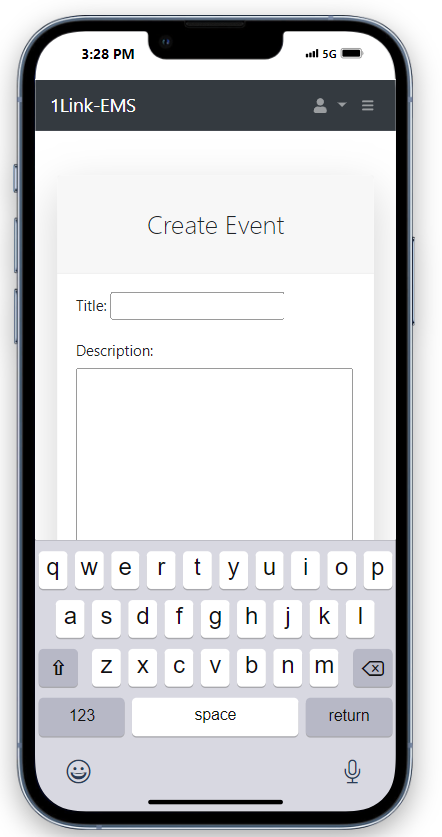 3:28 PM 5G
1Link-EMS
Create Event
Title:
Description:
q w e r t y u i o p
a s d f g h j k l
z x c v b n m
123 space return